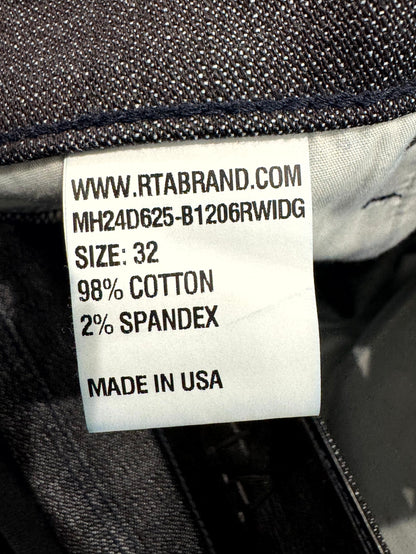 WWW.RTABRAND.COM
MH24D625-B1206RWIDG
SIZE: 32
98% COTTON
2% SPANDEX
MADE IN USA